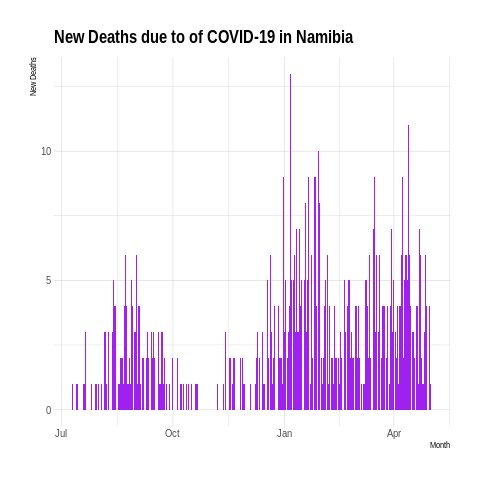 New Deaths due to of COVID-19 in Namibia
New Deaths
10
5
0
Jul Oct Jan Apr
Month